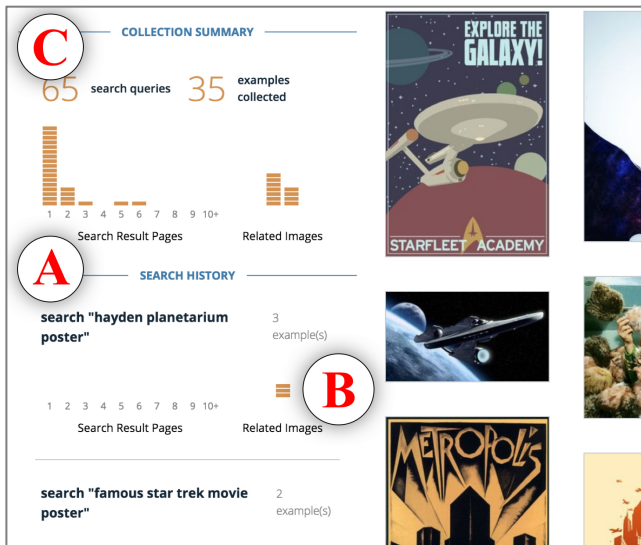 C
COLLECTION SUMMARY
65 search queries 35 examples collected
1 2 3 4 5 6 7 8 9 10+
Search Result Pages Related Images
A
SEARCH HISTORY
search "hayden planetarium poster" 3 example(s)
B
1 2 3 4 5 6 7 8 9 10+
Search Result Pages Related Images
search "famous star trek movie poster" 2 example(s)
EXPLORE THE
GALAXY!
STARFLEET ACADEMY
METROPOLIS